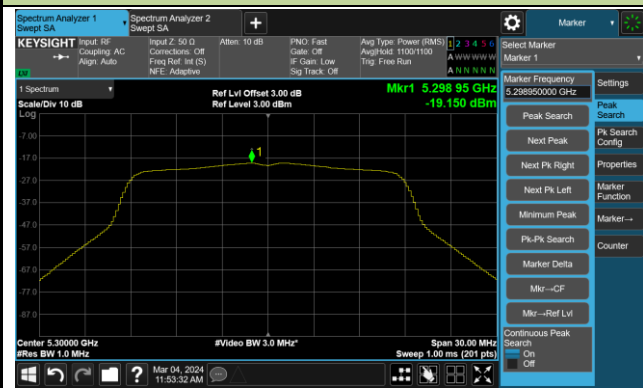 Spectrum Analyzer 1
Swept SA
Spectrum Analyzer 2
Swept SA
+
Marker
KEYSIGHT
Input: RF
Coupling: AC
Align: Auto
Input Z: 50 Ω
Corrections: Off
Freq Ref: Int (S)
NFE: Adaptive
Atten: 10 dB
PNO: Fast
Gate: Off
IF Gain: Low
Sig Track: Off
Avg Type: Power (RMS)
Avg|Hold: 1100/1100
Trig: Free Run
1 2 3 4 5 6
A W W W W W
A N N N N N
Select Marker
Marker 1
1 Spectrum
Scale/Div 10 dB
Log
Ref Lvl Offset 3.00 dB
Ref Level 3.00 dBm
Mkr1 5.298 95 GHz
-19.150 dBm
-7.00
-17.0
-27.0
-37.0
-47.0
-57.0
-67.0
-77.0
-87.0
1
Center 5.30000 GHz
#Res BW 1.0 MHz
#Video BW 3.0 MHz*
Span 30.00 MHz
Sweep 1.00 ms (201 pts)
Marker Frequency
5.298950000 GHz
Peak Search
Next Peak
Next Pk Right
Next Pk Left
Minimum Peak
Pk-Pk Search
Marker Delta
Mkr→CF
Mkr→Ref Lvl
Continuous Peak
Search
On
Off
Settings
Peak
Search
Pk Search
Config
Properties
Marker
Function
Marker→
Counter
?
Mar 04, 2024
11:53:32 AM